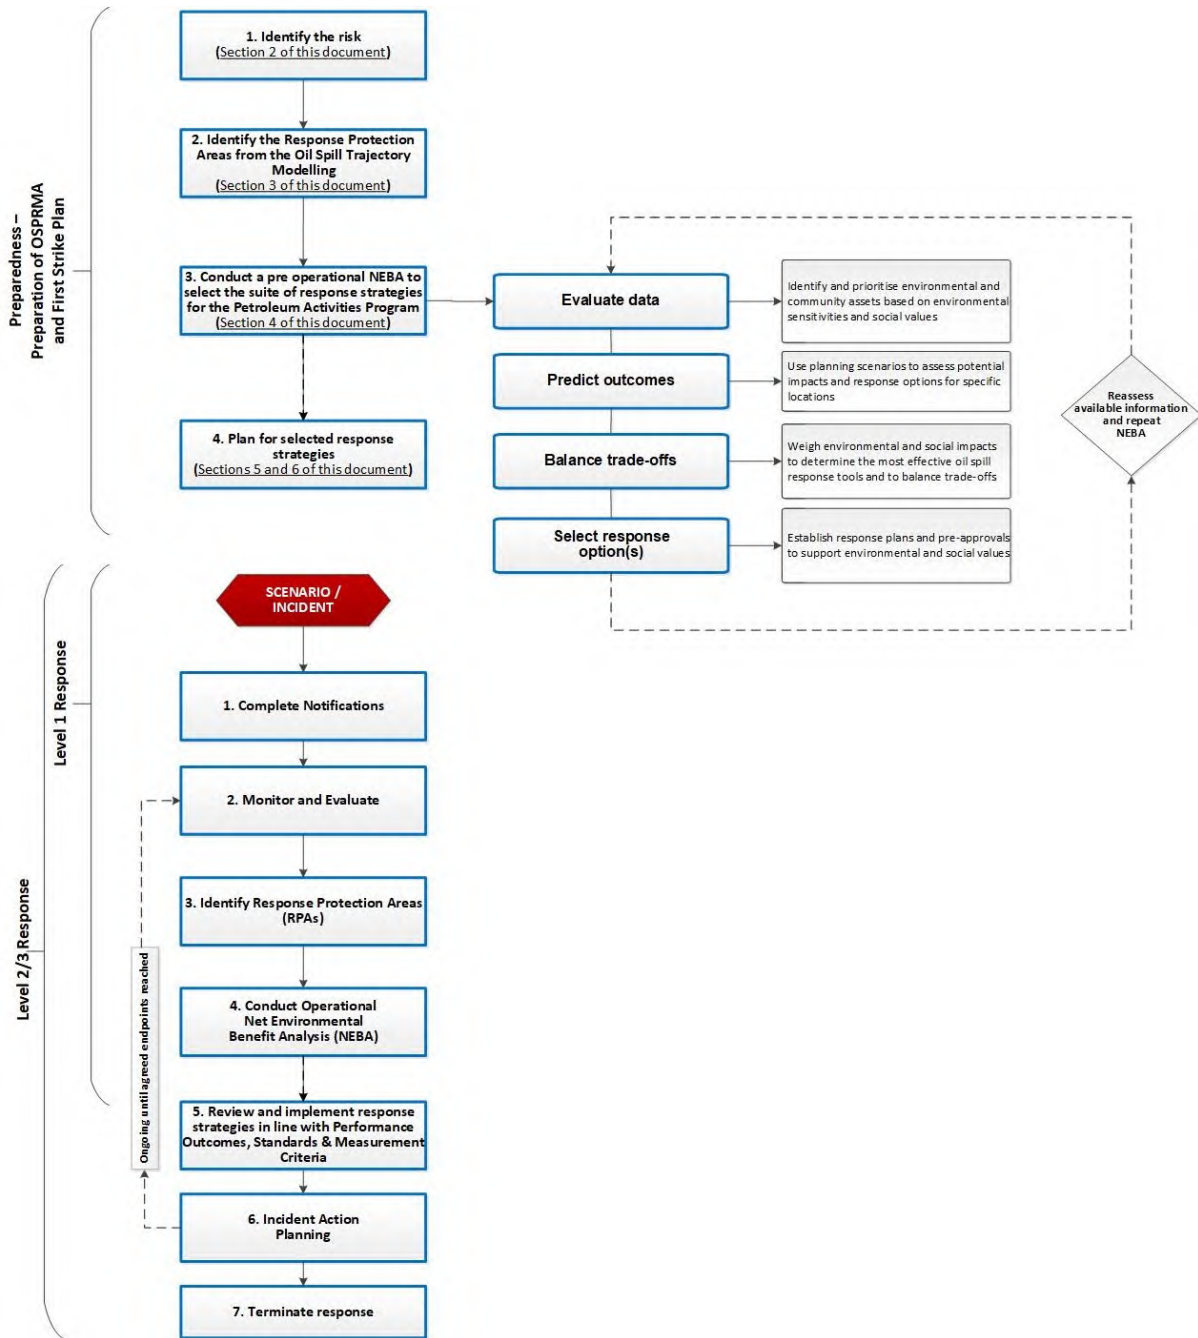 Preparedness –
Preparation of OSPRMA
and First Strike Plan
1. Identify the risk
(Section 2 of this document)
2. Identify the Response Protection
Areas from the Oil Spill Trajectory
Modelling
(Section 3 of this document)
3. Conduct a pre operational NEBA to
select the suite of response strategies
for the Petroleum Activities Program
(Section 4 of this document)
4. Plan for selected response
strategies
(Sections 5 and 6 of this document)
Evaluate data
Identify and prioritise environmental and
community assets based on environmental
sensitivities and social values
Predict outcomes
Use planning scenarios to assess potential
impacts and response options for specific
locations
Balance trade-offs
Weigh environmental and social impacts
to determine the most effective oil spill
response tools and to balance trade-offs
Select response
option(s)
Establish response plans and pre-approvals
to support environmental and social values
Reassess
available information
and repeat
NEBA
Level 2/3 Response
Level 1 Response
SCENARIO /
INCIDENT
1. Complete Notifications
2. Monitor and Evaluate
3. Identify Response Protection Areas
(RPAs)
4. Conduct Operational
Net Environmental
Benefit Analysis (NEBA)
5. Review and implement response
strategies in line with Performance
Outcomes, Standards & Measurement
Criteria
6. Incident Action
Planning
7. Terminate response
Ongoing until agreed endpoints reached